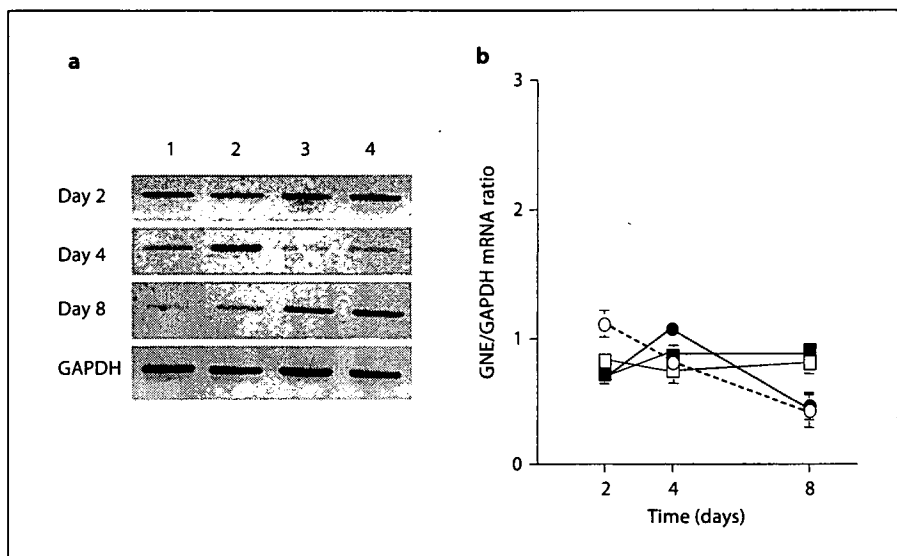 a
1 2 3 4
Day 2
Day 4
Day 8
GAPDH
b
3
2
1
0
GNE/GAPDH mRNA ratio
2 4 8
Time (days)